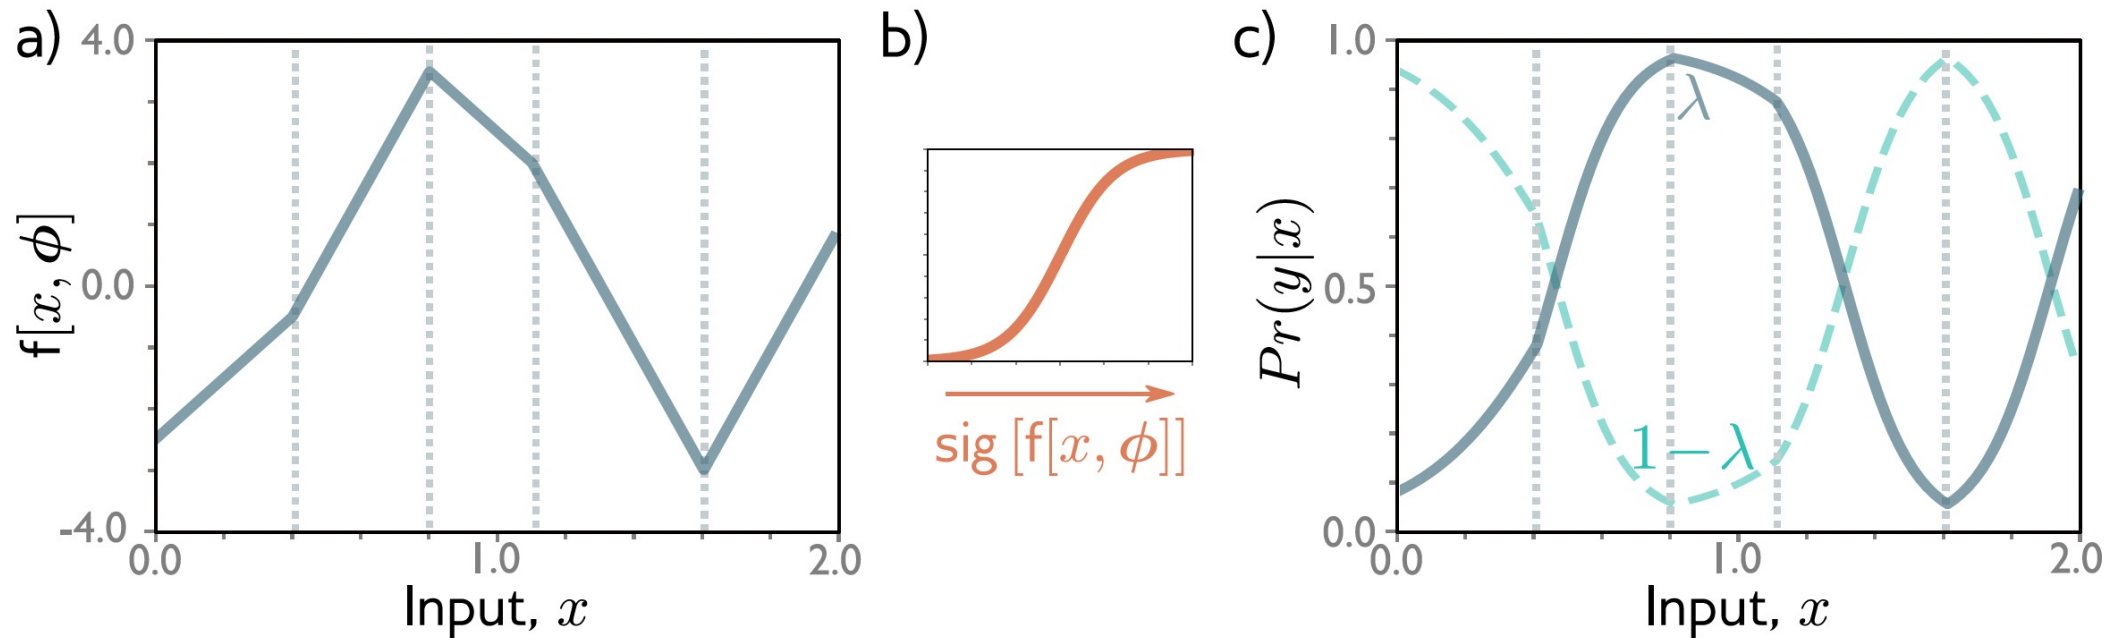 a)
4.0
0.0
-4.0
f[x, ϕ]
0.0 1.0 2.0
Input, x
b)
sig [f[x, ϕ]]
c)
1.0
0.5
0.0
Pr(y|x)
λ
1−λ
0.0 1.0 2.0
Input, x